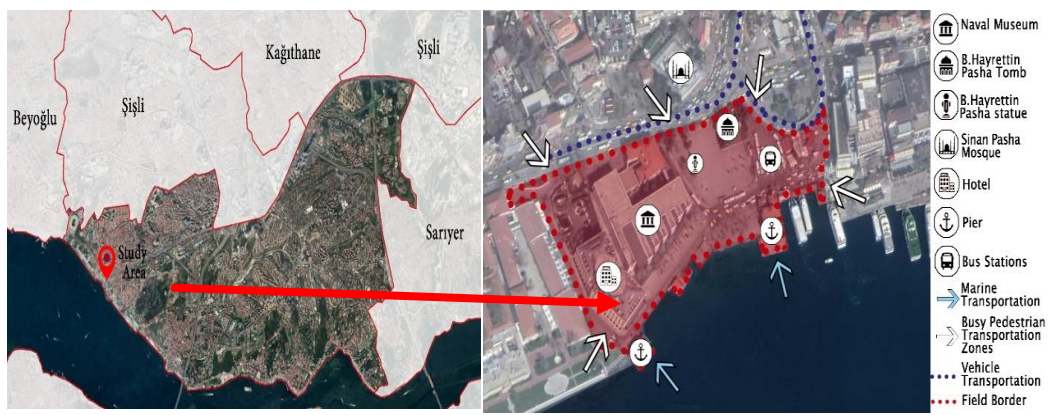 Şişli
Kağıthane
Beyoğlu
Şişli
Sarıyer
Study
Area
Naval Museum
B.Hayrettin
Pasha Tomb
B.Hayrettin
Pasha statue
Sinan Pasha
Mosque
Hotel
Pier
Bus Stations
Marine
Transportation
Busy Pedestrian
Transportation
Zones
Vehicle
Transportation
Field Border